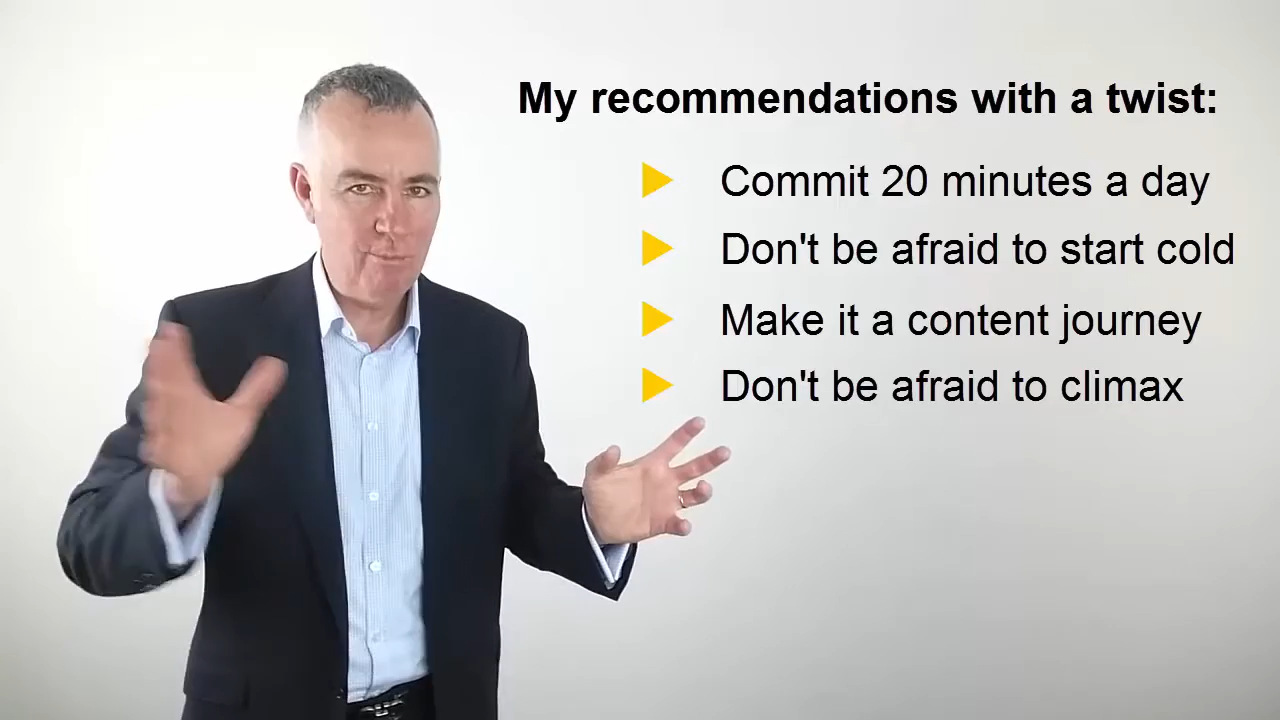 My recommendations with a twist:
Commit 20 minutes a day
Don't be afraid to start cold
Make it a content journey
Don't be afraid to climax